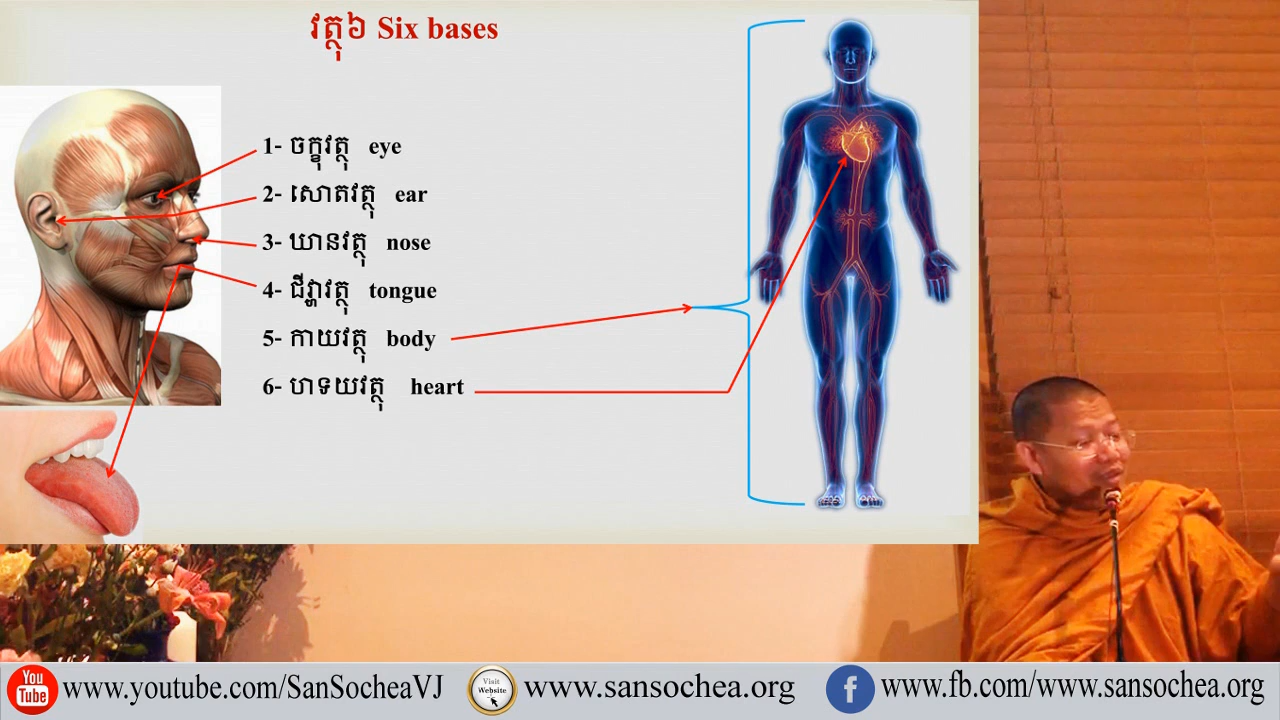 វត្ថុ៦ Six bases
1- ចក្ខុវត្ថុ eye
2- សោតវត្ថុ ear
3- ឃានវត្ថុ nose
4- ជីវ្ហាវត្ថុ tongue
5- កាយវត្ថុ body
6- ហទយវត្ថុ heart
You Tube www.youtube.com/SanSocheaVJ
Visit Website www.sansochea.org
f www.fb.com/www.sansochea.org